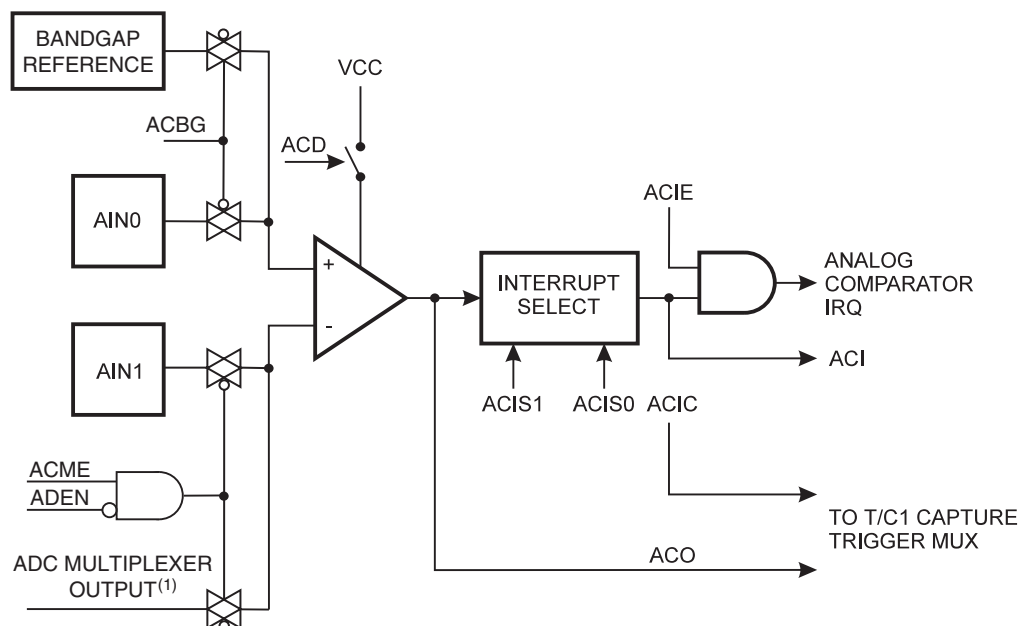 BANDGAP
REFERENCE
VCC
ACBG
ACD
AIN0
ACIE
+
-
INTERRUPT
SELECT
ANALOG
COMPARATOR
IRQ
AIN1
ACI
ACIS1
ACIS0
ACIC
ACME
ADEN
TO T/C1 CAPTURE
TRIGGER MUX
ACO
ADC MULTIPLEXER
OUTPUT(1)